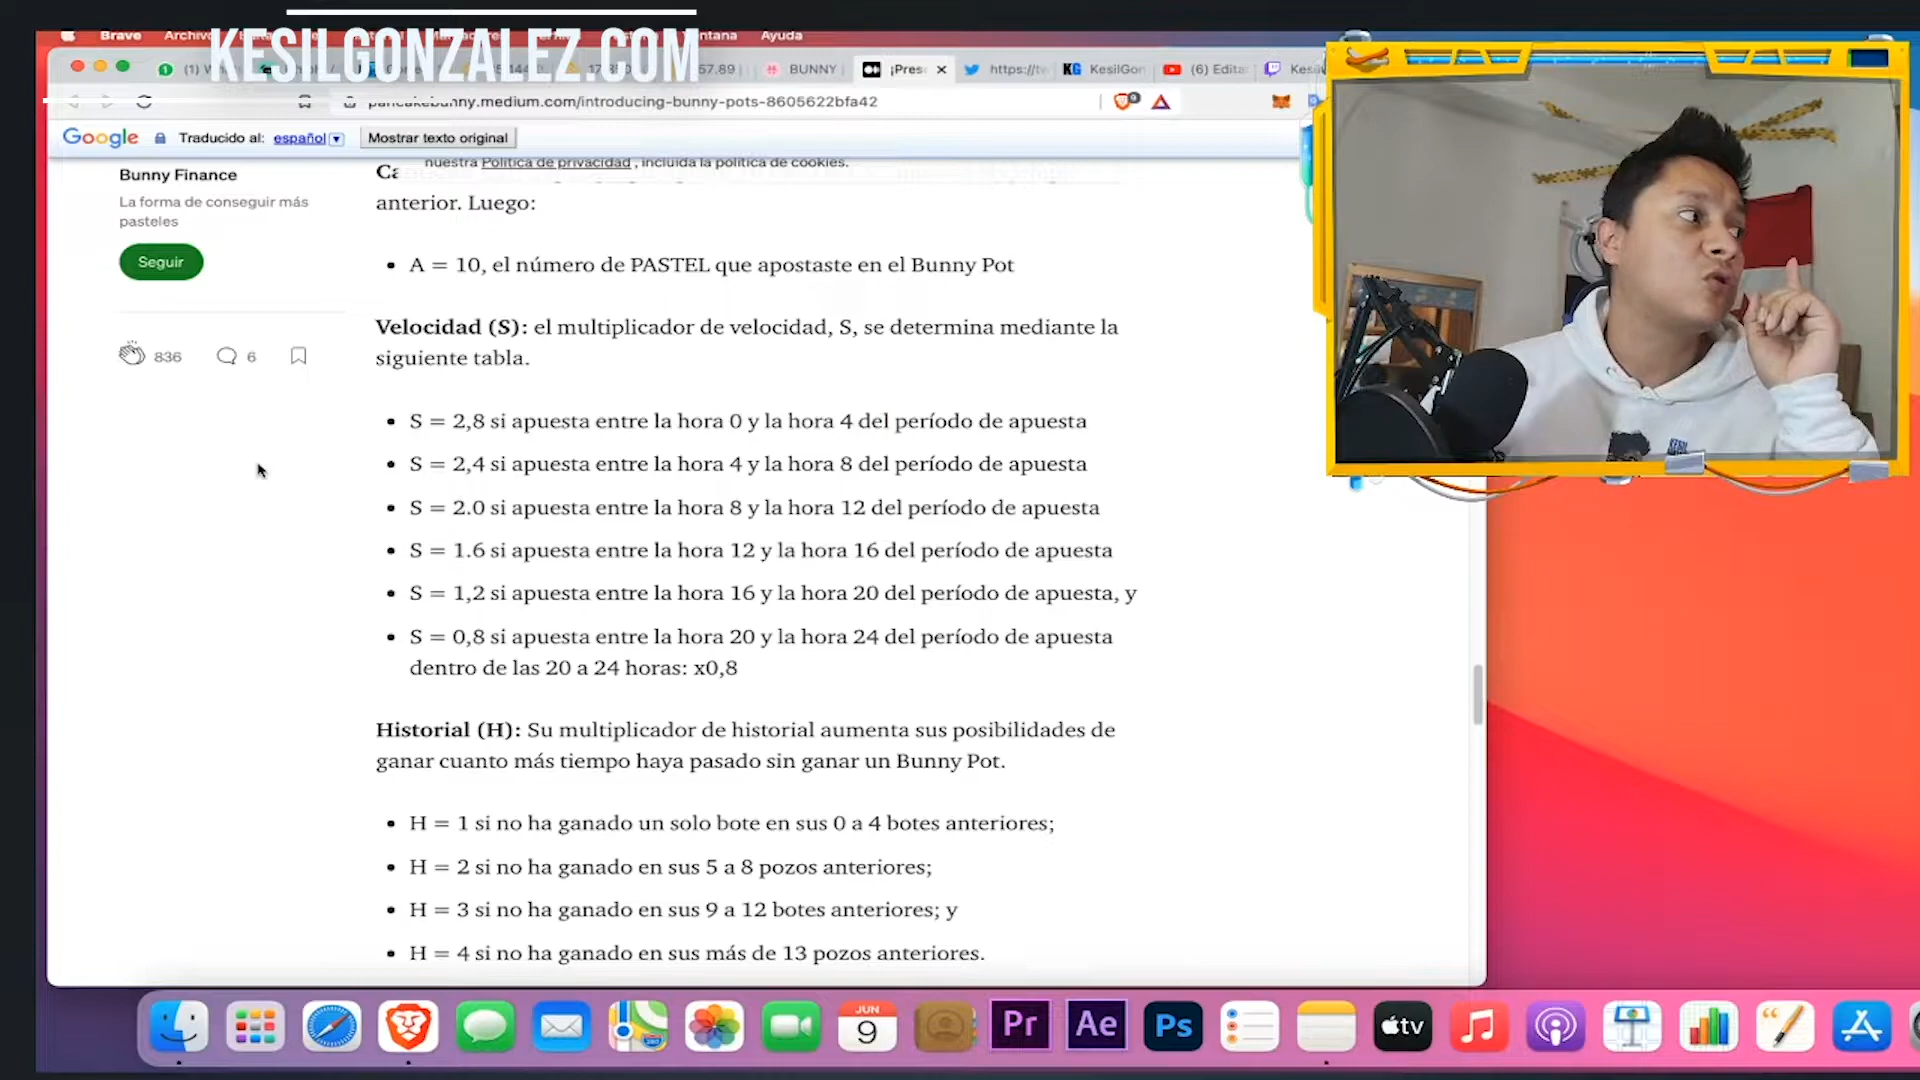 KESILGONZALEZ.COM
Brave Archivo Ayuda
(1) 57.89 BUNNY ¡Pres https://tw KesilGon (6) Edita Kesil
pancakebunny.medium.com/introducing-bunny-pots-8605622bfa42
Google Traducido al: español Mostrar texto original
nuestra Política de privacidad , incluida la política de cookies.
Bunny Finance
La forma de conseguir más
pasteles
Seguir
836 6
anterior. Luego:
• A = 10, el número de PASTEL que apostaste en el Bunny Pot
Velocidad (S): el multiplicador de velocidad, S, se determina mediante la
siguiente tabla.
• S = 2,8 si apuesta entre la hora 0 y la hora 4 del período de apuesta
• S = 2,4 si apuesta entre la hora 4 y la hora 8 del período de apuesta
• S = 2.0 si apuesta entre la hora 8 y la hora 12 del período de apuesta
• S = 1.6 si apuesta entre la hora 12 y la hora 16 del período de apuesta
• S = 1,2 si apuesta entre la hora 16 y la hora 20 del período de apuesta, y
• S = 0,8 si apuesta entre la hora 20 y la hora 24 del período de apuesta
dentro de las 20 a 24 horas: x0,8
Historial (H): Su multiplicador de historial aumenta sus posibilidades de
ganar cuanto más tiempo haya pasado sin ganar un Bunny Pot.
• H = 1 si no ha ganado un solo bote en sus 0 a 4 botes anteriores;
• H = 2 si no ha ganado en sus 5 a 8 pozos anteriores;
• H = 3 si no ha ganado en sus 9 a 12 botes anteriores; y
• H = 4 si no ha ganado en sus más de 13 pozos anteriores.
JUN
9
Pr Ae Ps tv